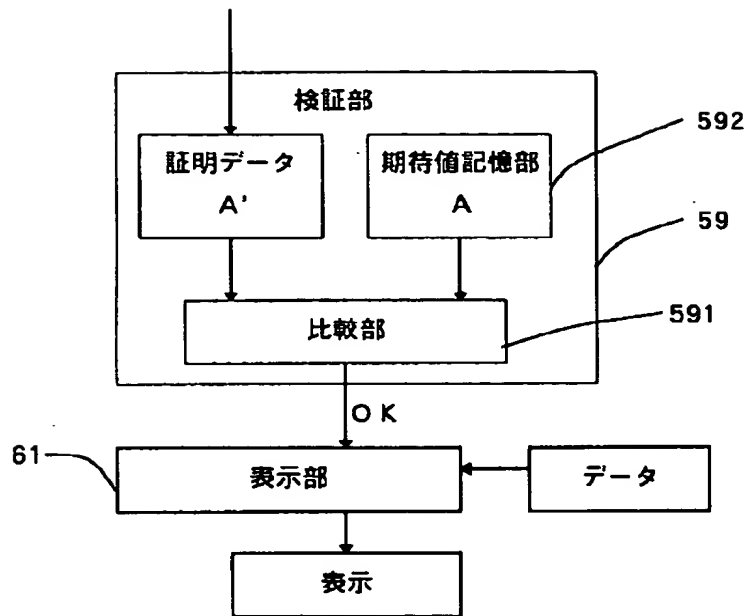 検証部
592
証明データ
A'
期待値記憶部
A
59
比較部
591
OK
61
表示部
データ
表示